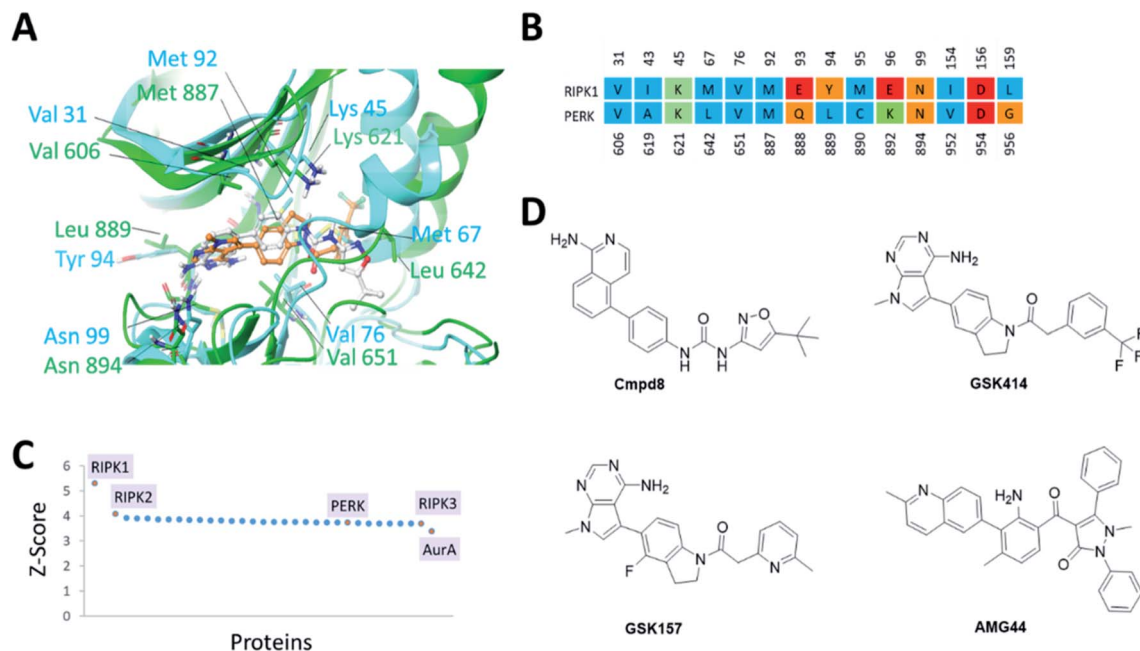 A
Met 92
Met 887
Val 31
Val 606
Lys 45
Lys 621
Leu 889
Tyr 94
Met 67
Leu 642
Asn 99
Asn 894
Val 76
Val 651
B
31 43 45 67 76 92 93 94 95 96 99 154 156 159
RIPK1 V I K M V M E Y M E N I D L
PERK V A K L V M Q L C K N V D G
606 619 621 642 651 887 888 889 890 892 894 952 954 956
C
Z-Score
6
5
4
3
2
1
0
RIPK1
RIPK2
PERK
RIPK3
AurA
Proteins
D
H2N
N
O
N
O
N
H
N
H
Cmpd8
N
N
NH2
N
O
N
F
F
F
GSK414
N
N
NH2
N
O
F
N
N
GSK157
N
H2N
O
N
N
O
AMG44